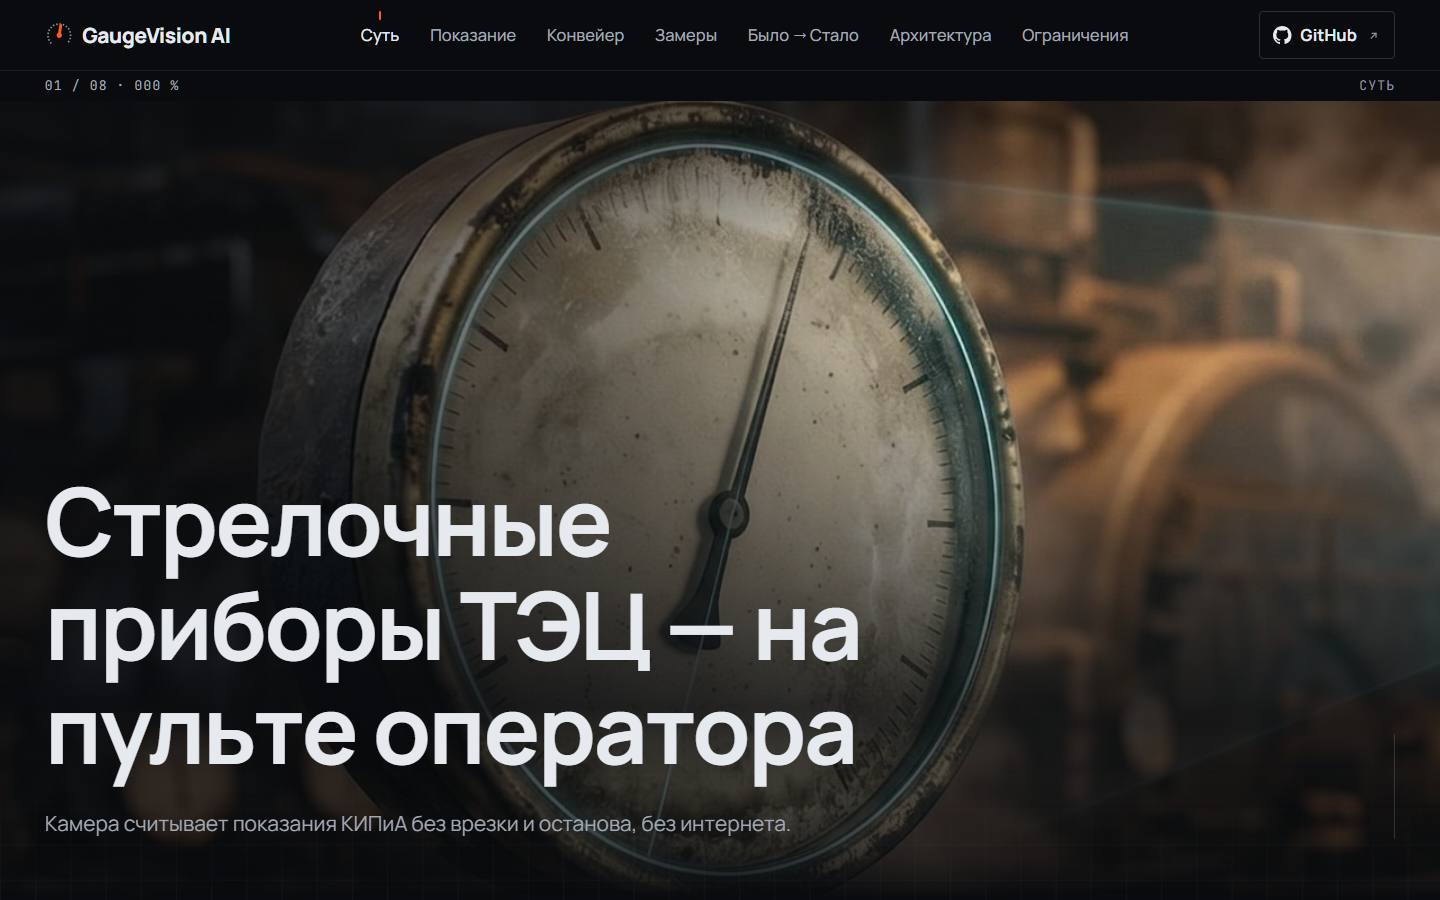 GaugeVision AI
Суть
Показание
Конвейер
Замеры
Было → Стало
Архитектура
Ограничения
GitHub ↗
01 / 08 · 000 %
СУТЬ
Стрелочные
приборы ТЭЦ — на
пульте оператора
Камера считывает показания КИПиА без врезки и останова, без интернета.